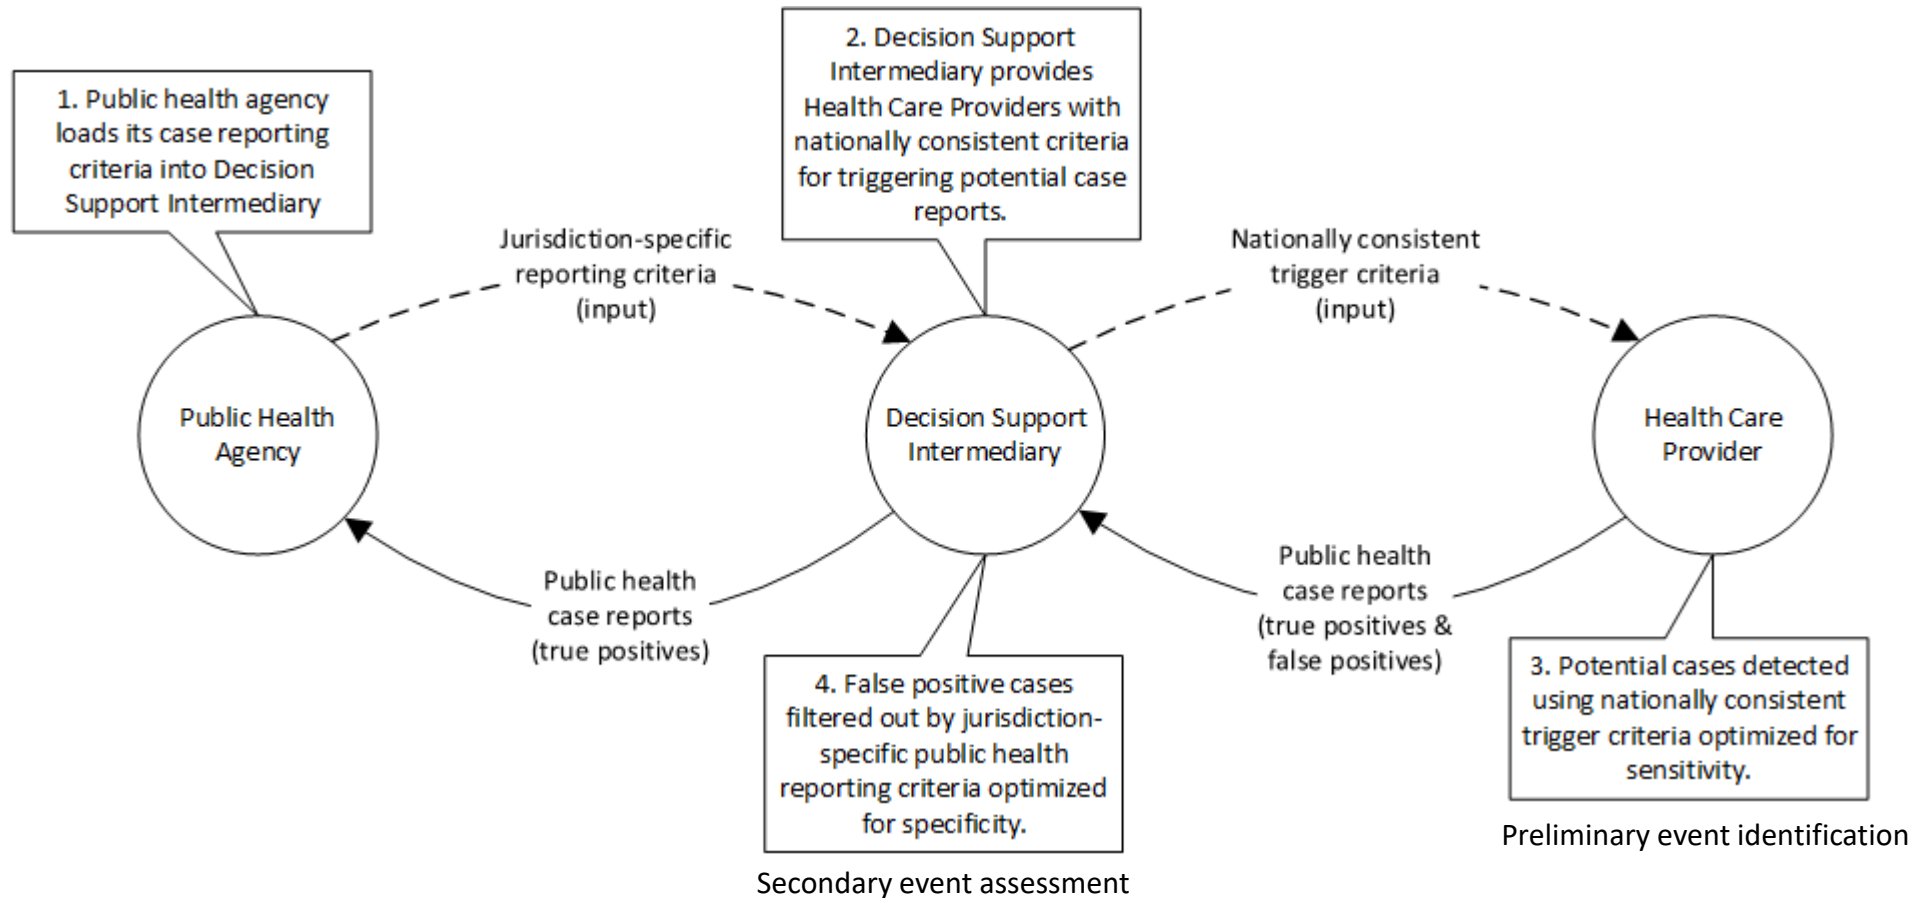 1. Public health agency
loads its case reporting
criteria into Decision
Support Intermediary
2. Decision Support
Intermediary provides
Health Care Providers with
nationally consistent criteria
for triggering potential case
reports.
Jurisdiction-specific
reporting criteria
(input)
Nationally consistent
trigger criteria
(input)
Public Health
Agency
Decision Support
Intermediary
Health Care
Provider
Public health
case reports
(true positives)
Public health
case reports
(true positives &
false positives)
4. False positive cases
filtered out by jurisdiction-
specific public health
reporting criteria optimized
for specificity.
3. Potential cases detected
using nationally consistent
trigger criteria optimized for
sensitivity.
Preliminary event identification
Secondary event assessment